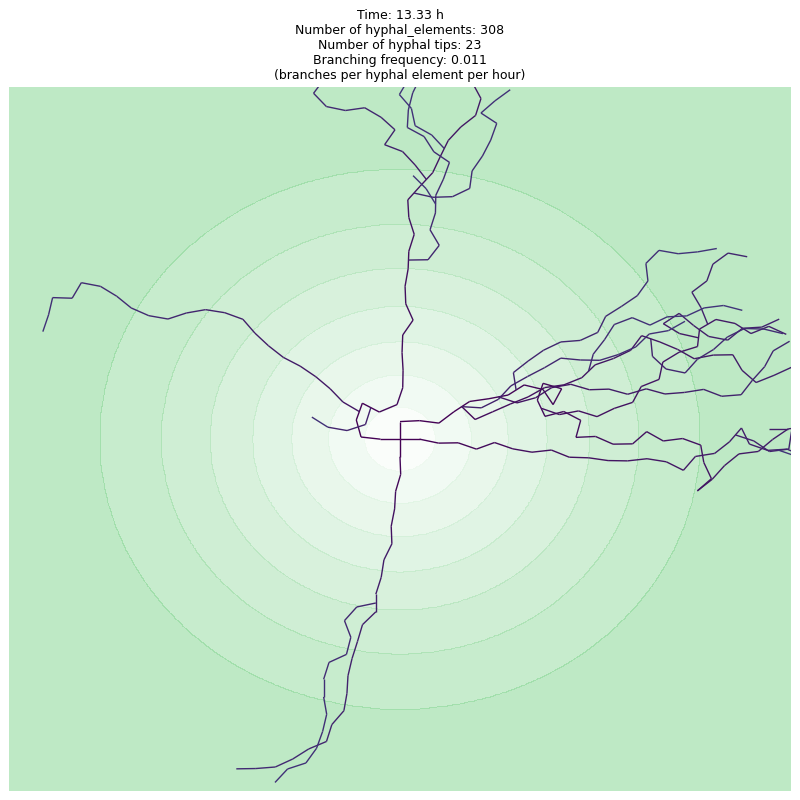 Time: 13.33 h
Number of hyphal_elements: 308
Number of hyphal tips: 23
Branching frequency: 0.011
(branches per hyphal element per hour)